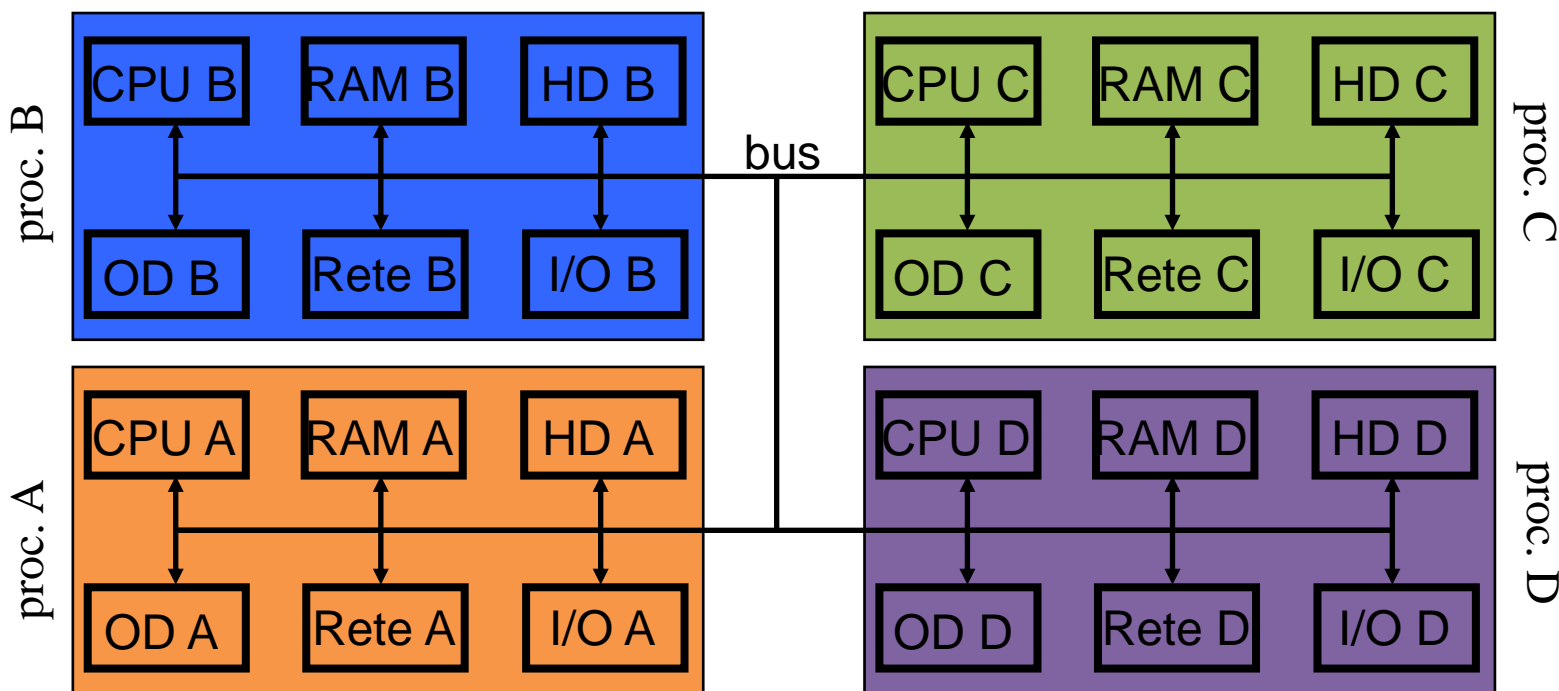 proc. B
CPU B RAM B HD B
OD B Rete B I/O B
bus
CPU C RAM C HD C
OD C Rete C I/O C
proc. C
proc. A
CPU A RAM A HD A
OD A Rete A I/O A
CPU D RAM D HD D
OD D Rete D I/O D
proc. D